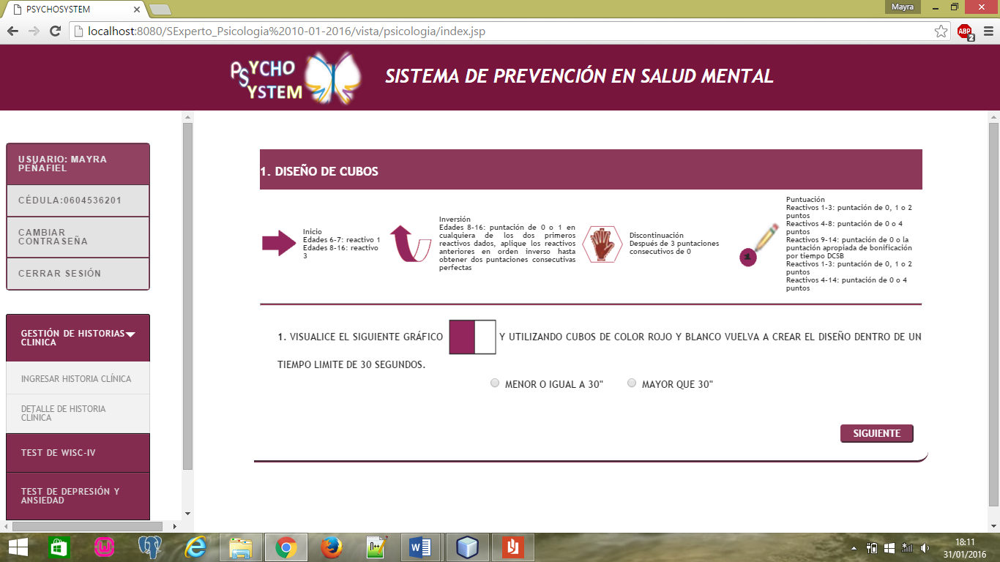 PSYCHOSYSTEM
Mayra
localhost:8080/SExperto_Psicologia%2010-01-2016/vista/psicologia/index.jsp
ABP
2
PSYCHO
SYSTEM
SISTEMA DE PREVENCIÓN EN SALUD MENTAL
USUARIO: MAYRA
PEÑAFIEL
CÉDULA:0604536201
CAMBIAR
CONTRASEÑA
CERRAR SESIÓN
GESTIÓN DE HISTORIAS
CLINICA
INGRESAR HISTORIA CLÍNICA
DETALLE DE HISTORIA
CLÍNICA
TEST DE WISC-IV
TEST DE DEPRESIÓN Y
ANSIEDAD
1. DISEÑO DE CUBOS
Inicio
Edades 6-7: reactivo 1
Edades 8-16: reactivo
3
Inversión
Edades 8-16: puntación de 0 o 1 en
cualquiera de los dos primeros
reactivos dados, aplique los reactivos
anteriores en orden inverso hasta
obtener dos puntaciones consecutivas
perfectas
Discontinuación
Después de 3 puntaciones
consecutivos de 0
Puntuación
Reactivos 1-3: puntación de 0, 1 o 2
puntos
Reactivos 4-8: puntación de 0 o 4
puntos
Reactivos 9-14: puntación de 0 o la
puntación apropiada de bonificación
por tiempo DCSB
Reactivos 1-3: puntación de 0, 1 o 2
puntos
Reactivos 4-14: puntación de 0 o 4
puntos
1. VISUALICE EL SIGUIENTE GRÁFICO Y UTILIZANDO CUBOS DE COLOR ROJO Y BLANCO VUELVA A CREAR EL DISEÑO DENTRO DE UN
TIEMPO LIMITE DE 30 SEGUNDOS.
MENOR O IGUAL A 30" MAYOR QUE 30"
SIGUIENTE
18:11
31/01/2016